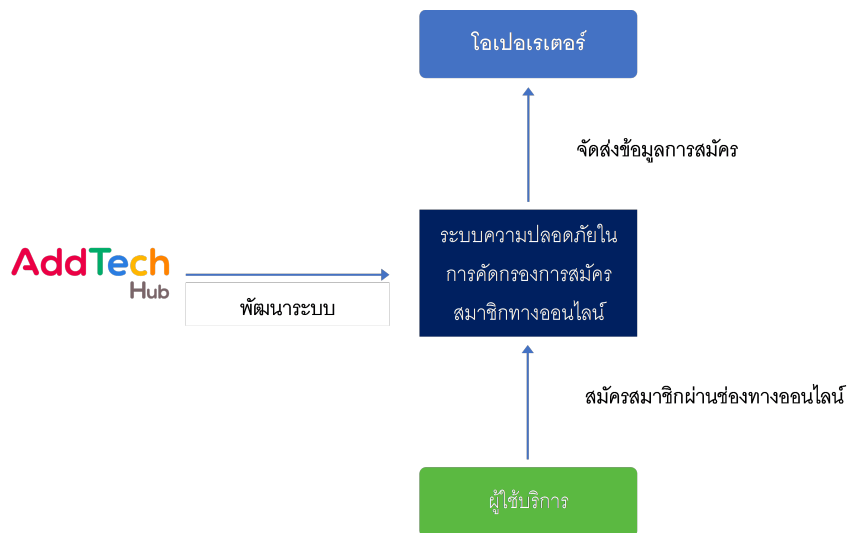 โอเปอเรเตอร์
จัดส่งข้อมูลการสมัคร
ระบบความปลอดภัยใน
การคัดกรองการสมัคร
สมาชิกทางออนไลน์
AddTech
Hub
พัฒนาระบบ
สมัครสมาชิกผ่านช่องทางออนไลน์
ผู้ใช้บริการ